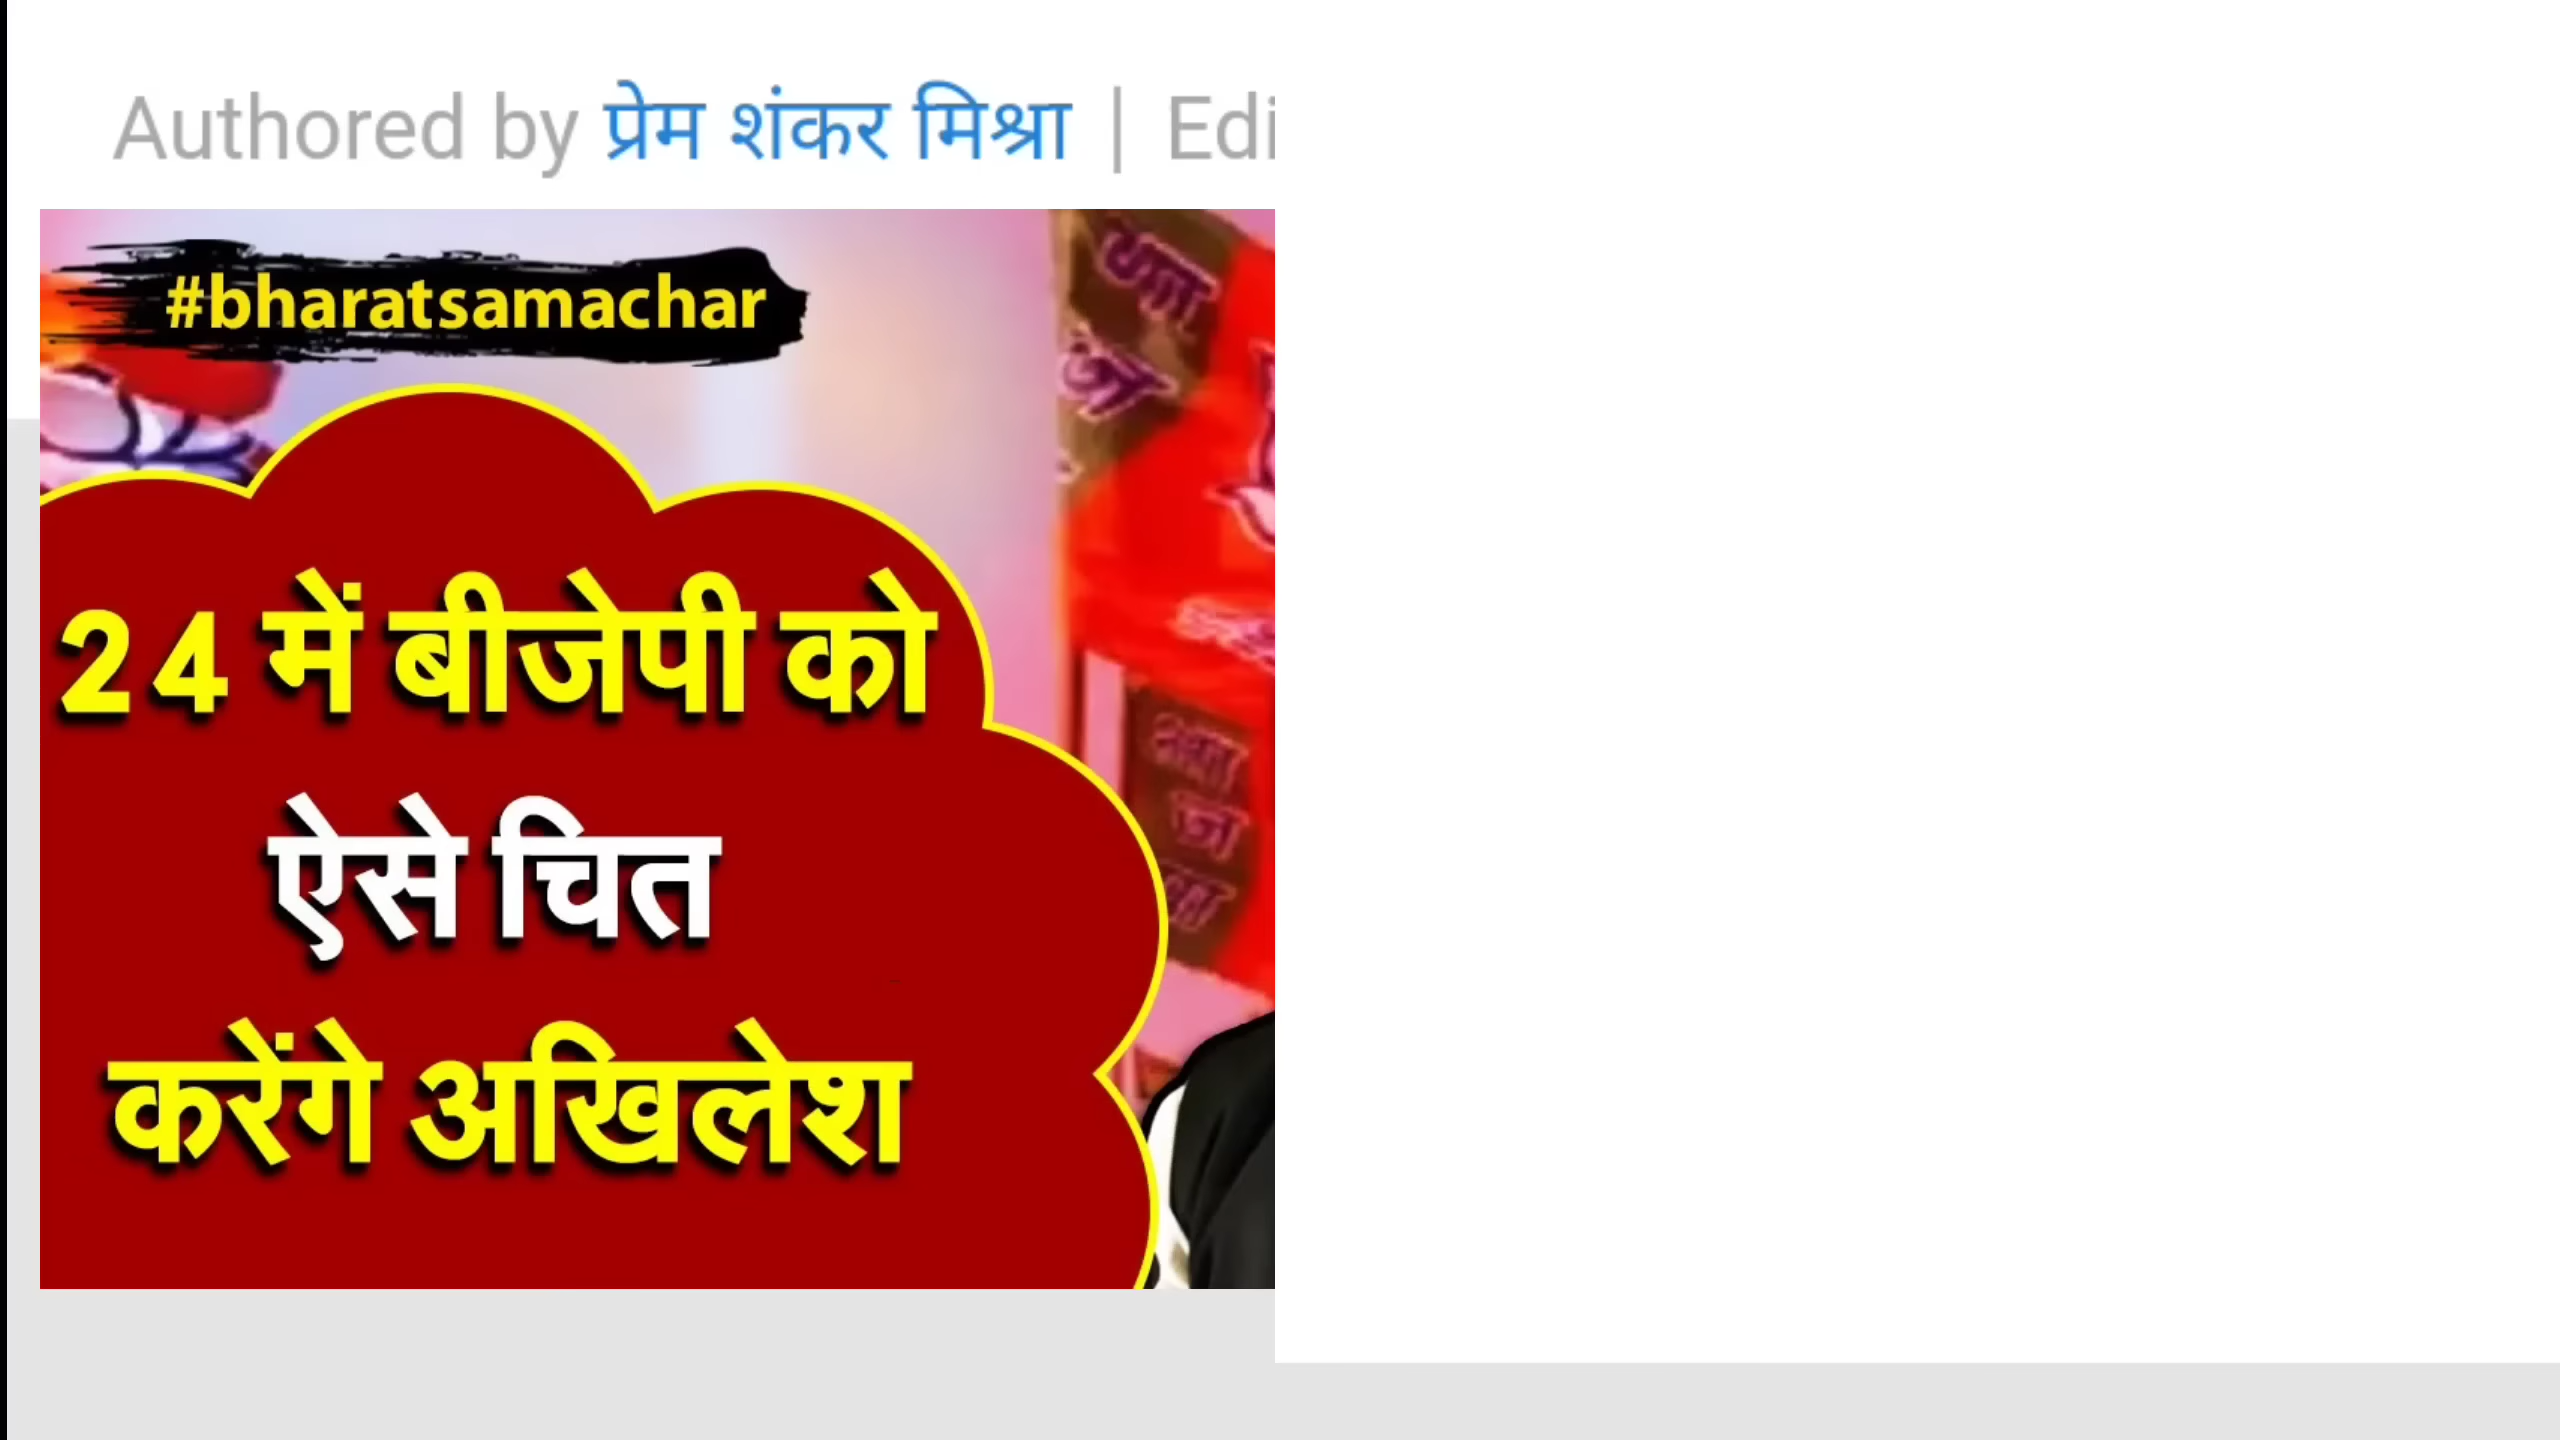 Authored by प्रेम शंकर मिश्रा | Edi
#bharatsamachar
24 में बीजेपी को
ऐसे चित
करेंगे अखिलेश